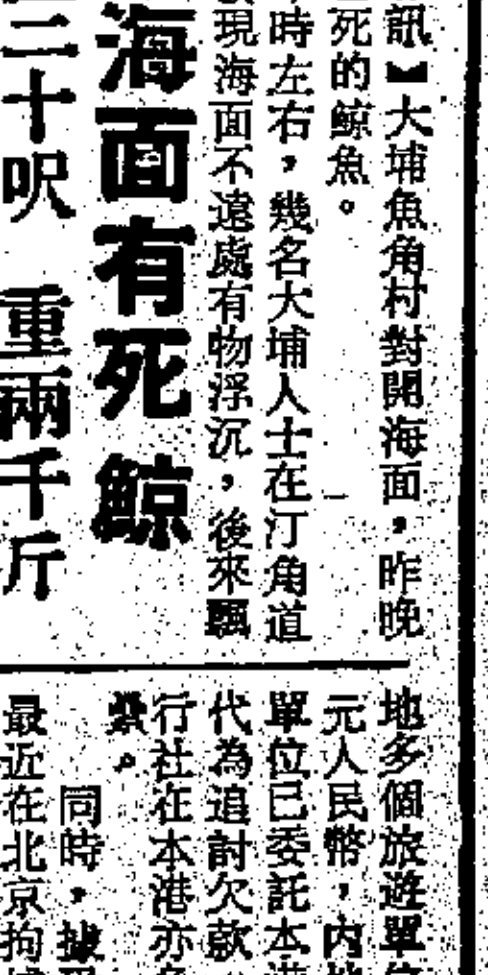 訊】大埔魚角村對開海面，昨晚
死的鯨魚。
時左右，幾名大埔人士在汀角道
現海面不遠處有物浮沉，後來飄
海面有死鯨
二十呎 重兩千斤
地多個旅遊單
元人民幣，內
單位已委託本
代為追討欠款
行社在本港亦
同時，據
最近在北京拘